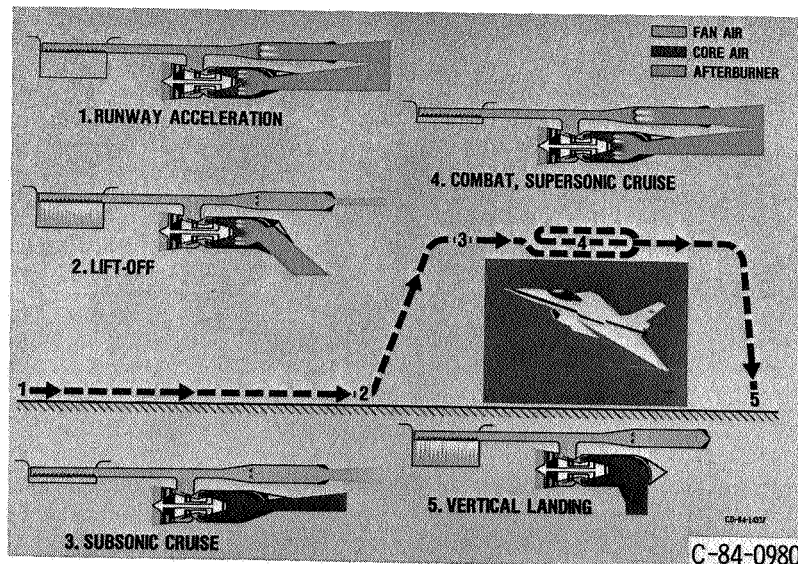 FAN AIR
CORE AIR
AFTERBURNER
1. RUNWAY ACCELERATION
4. COMBAT, SUPERSONIC CRUISE
2. LIFT-OFF
3
4
1
2
5
5. VERTICAL LANDING
3. SUBSONIC CRUISE
C-84-0980